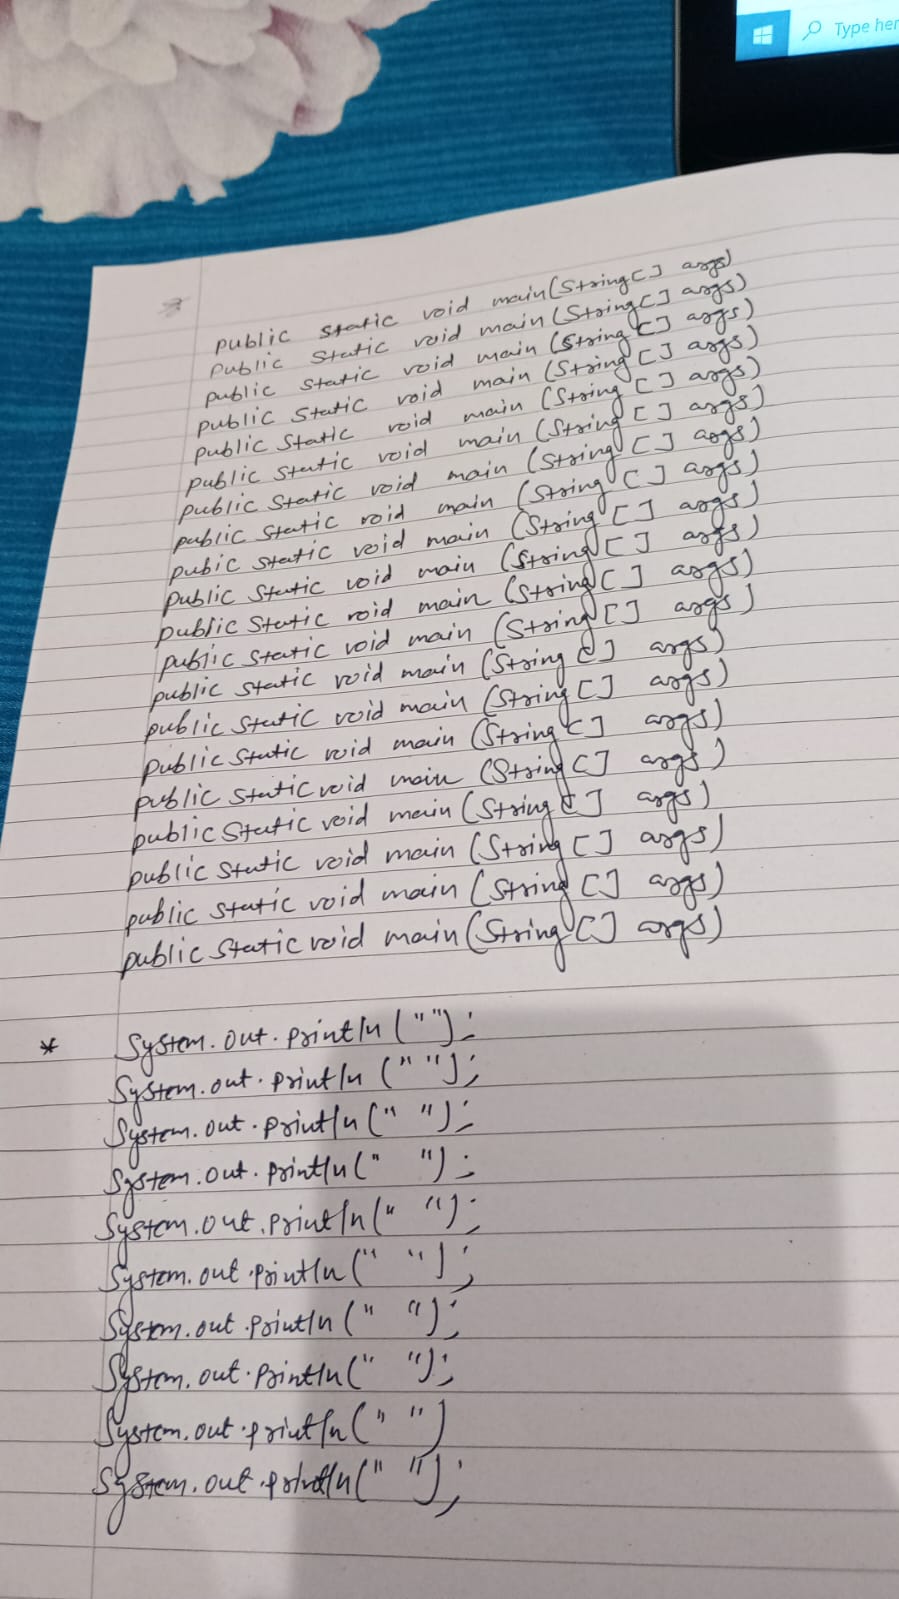 Type her
public static void main(String[] args)
public static void main (String[] args)
public static void main (String[] args)
public static void main (String[] args)
public static void main (String[] args)
public static void main (String[] args)
public static void main (String[] args)
public static void main (String[] args)
pubic static void main (String[] args)
public static void main (String[] args)
public static void main (String[] args)
public static void main (String[] args)
public static void main (String[] args)
public static void main (String[] args)
public static void main (String[] args)
public static void main (String[] args)
public static void main (String[] args)
public static void main (String[] args)
public static void main (String[] args)
public static void main (String[] args)
* System.out.println ("");
System.out.println (" ");
System.out.println (" ");
System.out.println (" ");
System.out.println (" ");
System.out.println (" ");
System.out.println (" ");
System.out.println (" ");
System.out.println (" ")
System.out.println (" ");